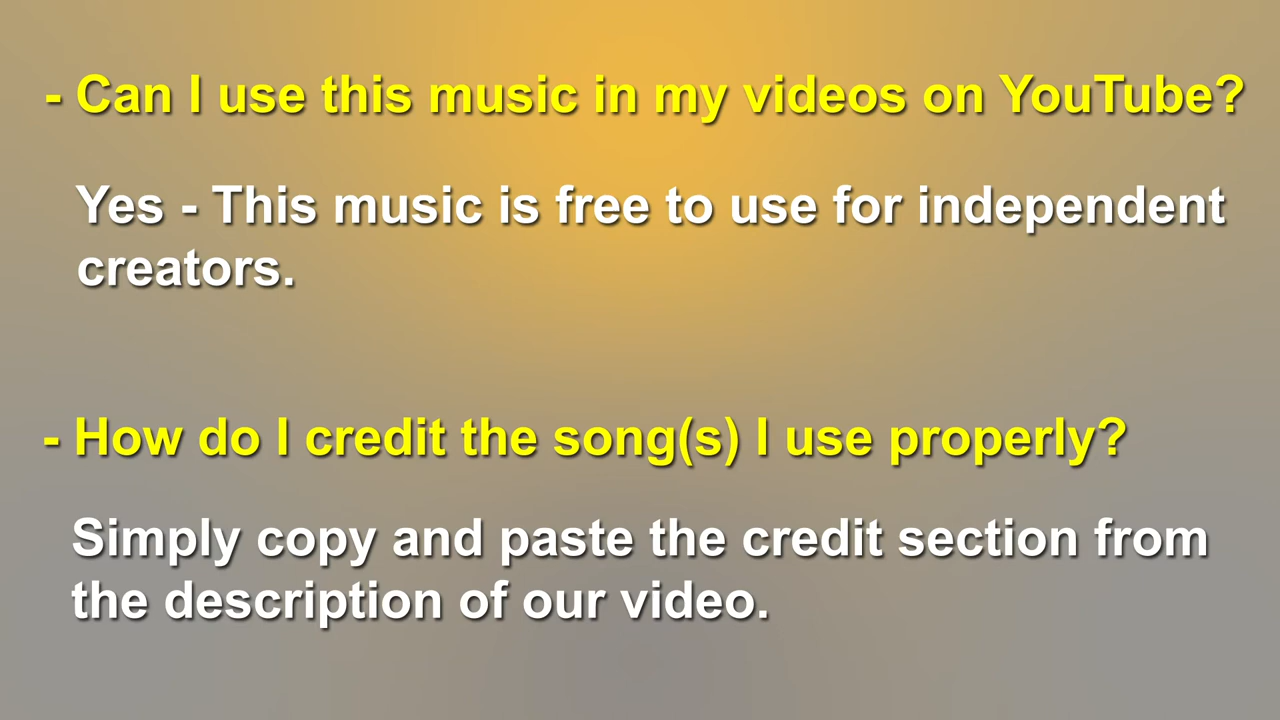 - Can I use this music in my videos on YouTube?
Yes - This music is free to use for independent
creators.
- How do I credit the song(s) I use properly?
Simply copy and paste the credit section from
the description of our video.